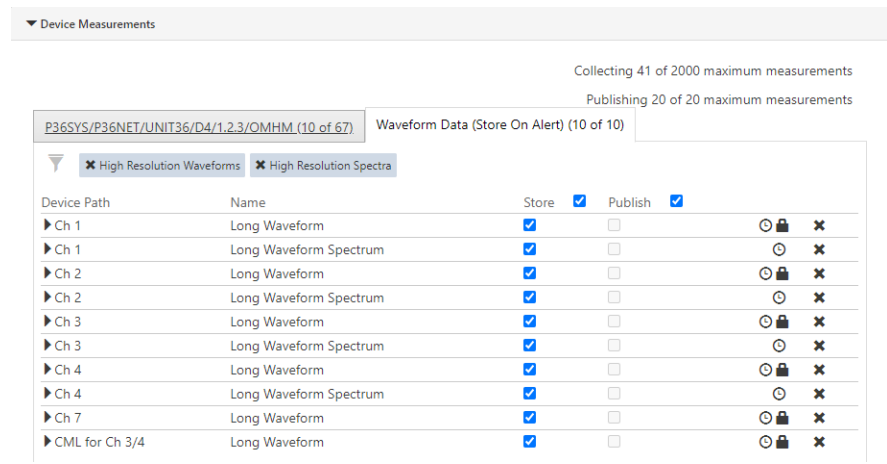 Device Measurements
Collecting 41 of 2000 maximum measurements
Publishing 20 of 20 maximum measurements
P36SYS/P36NET/UNIT36/D4/1.2.3/OMHM (10 of 67) Waveform Data (Store On Alert) (10 of 10)
High Resolution Waveforms High Resolution Spectra
Device Path Name Store Publish
Ch 1 Long Waveform
Ch 1 Long Waveform Spectrum
Ch 2 Long Waveform
Ch 2 Long Waveform Spectrum
Ch 3 Long Waveform
Ch 3 Long Waveform Spectrum
Ch 4 Long Waveform
Ch 4 Long Waveform Spectrum
Ch 7 Long Waveform
CML for Ch 3/4 Long Waveform